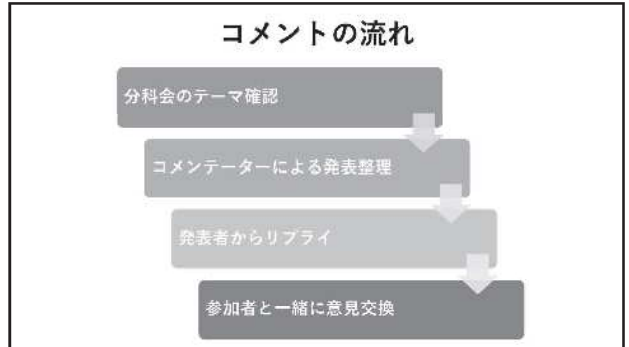 コメントの流れ
分科会のテーマ確認
コメンテーターによる発表整理
発表者からリプライ
参加者と一緒に意見交換